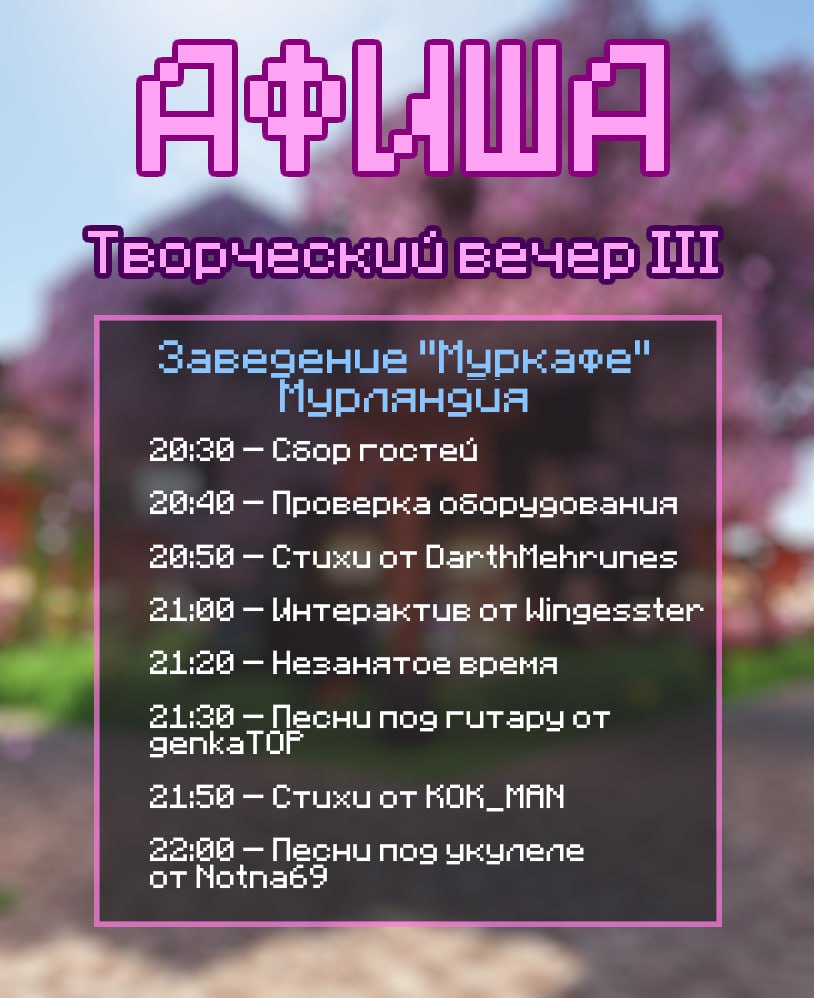 АФИША
Творческий вечер III
Заведение "Муркафе"
Мурляндия
20:30 — Сбор гостей
20:40 — Проверка оборудования
20:50 — Стихи от DarthMehrunes
21:00 — Интерактив от Wingesster
21:20 — Незанятое время
21:30 — Песни под гитару от
genkaTOP
21:50 — Стихи от KOK_MAN
22:00 — Песни под укулеле
от Notna69